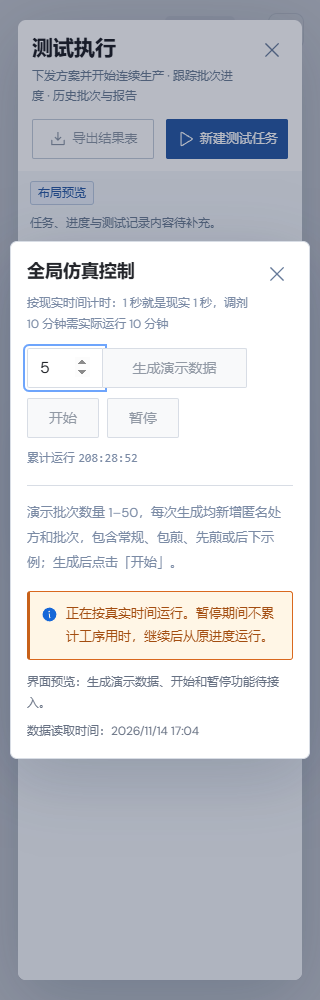 测试执行
下发方案并开始连续生产 · 跟踪批次进
度 · 历史批次与报告
导出结果表
新建测试任务
布局预览
任务、进度与测试记录内容待补充。
全局仿真控制
按现实时间计时：1 秒就是现实 1 秒，调剂
10 分钟需实际运行 10 分钟
5
生成演示数据
开始
暂停
累计运行 208:28:52
演示批次数量 1–50，每次生成均新增匿名处
方和批次，包含常规、包煎、先煎或后下示
例；生成后点击「开始」。
正在按真实时间运行。暂停期间不累
计工序用时，继续后从原进度运行。
界面预览：生成演示数据、开始和暂停功能待接
入。
数据读取时间：2026/11/14 17:04